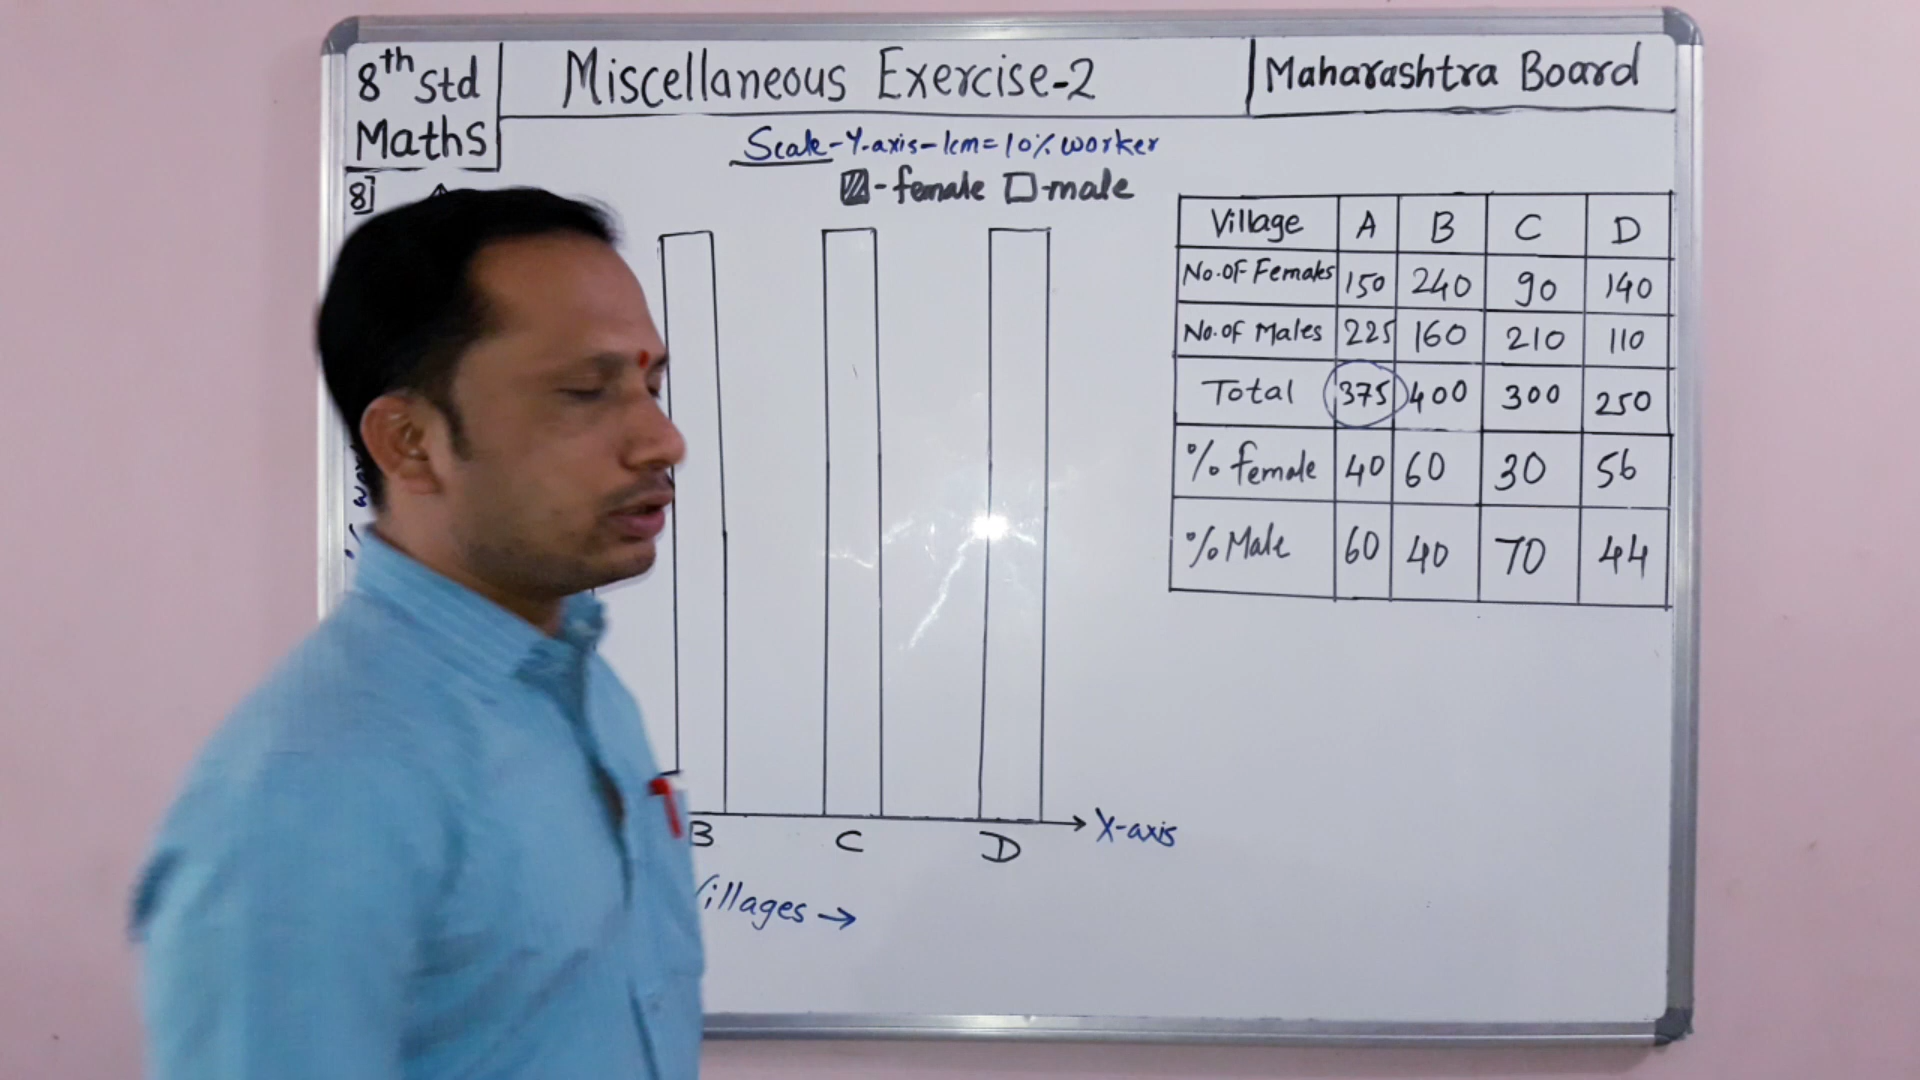 8th Std
Maths
Miscellaneous Exercise-2
Maharashtra Board
Scale-Y-axis-1cm=10% worker
-female -male
8]
Village A B C D
No.of Females 150 240 90 140
No.of Males 225 160 210 110
Total 375 400 300 250
% female 40 60 30 56
% Male 60 40 70 44
B C D X-axis
Villages →